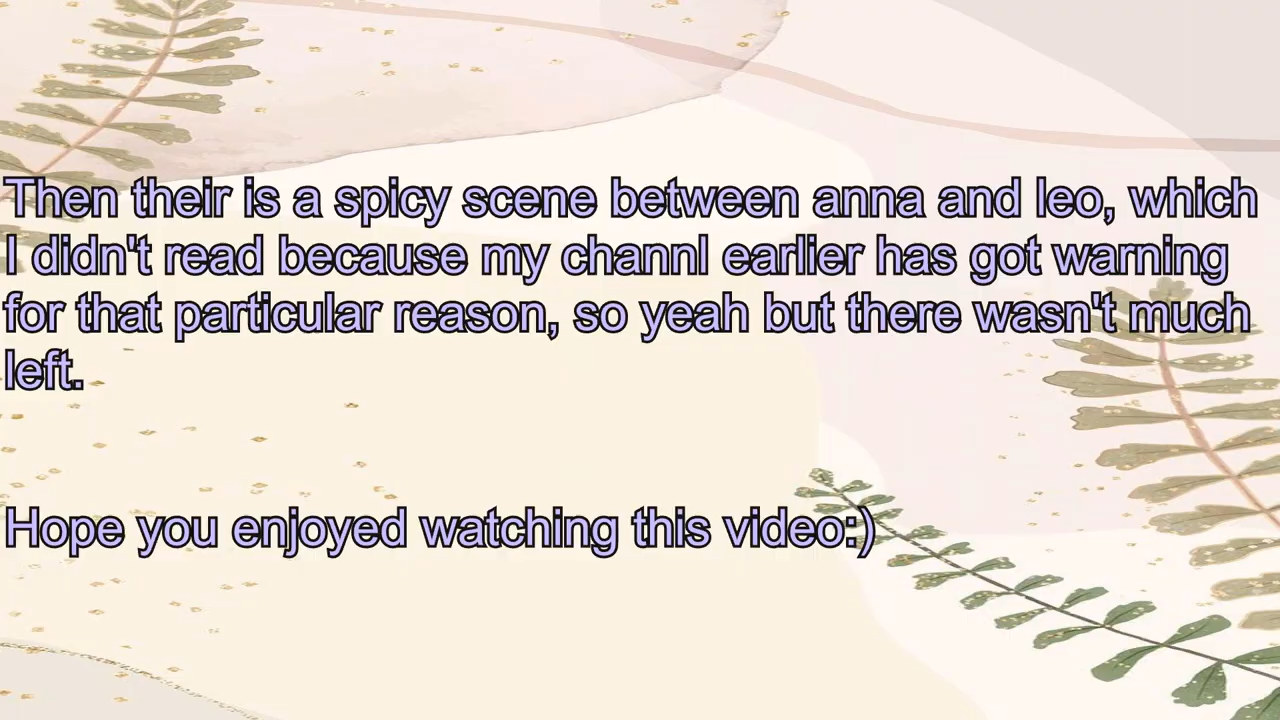 Then their is a spicy scene between anna and leo, which
I didn't read because my channl earlier has got warning
for that particular reason, so yeah but there wasn't much
left.
Hope you enjoyed watching this video:)